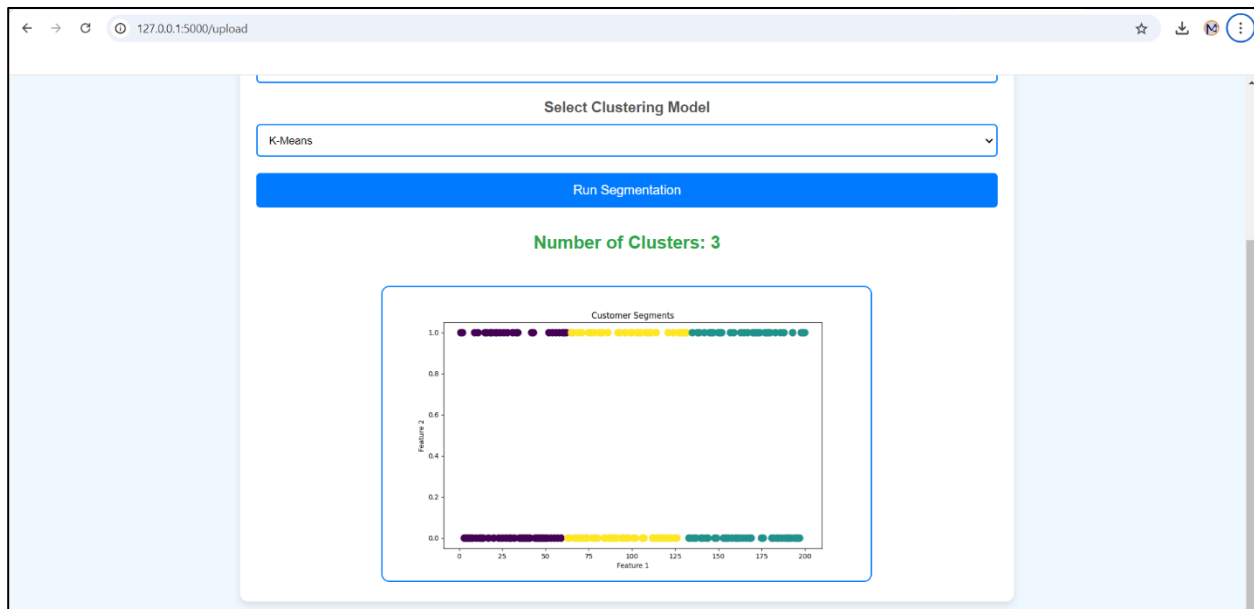 127.0.0.1:5000/upload
Select Clustering Model
K-Means
Run Segmentation
Number of Clusters: 3
Customer Segments
1.0
0.8
0.6
0.4
0.2
0.0
Feature 2
0 25 50 75 100 125 150 175 200
Feature 1